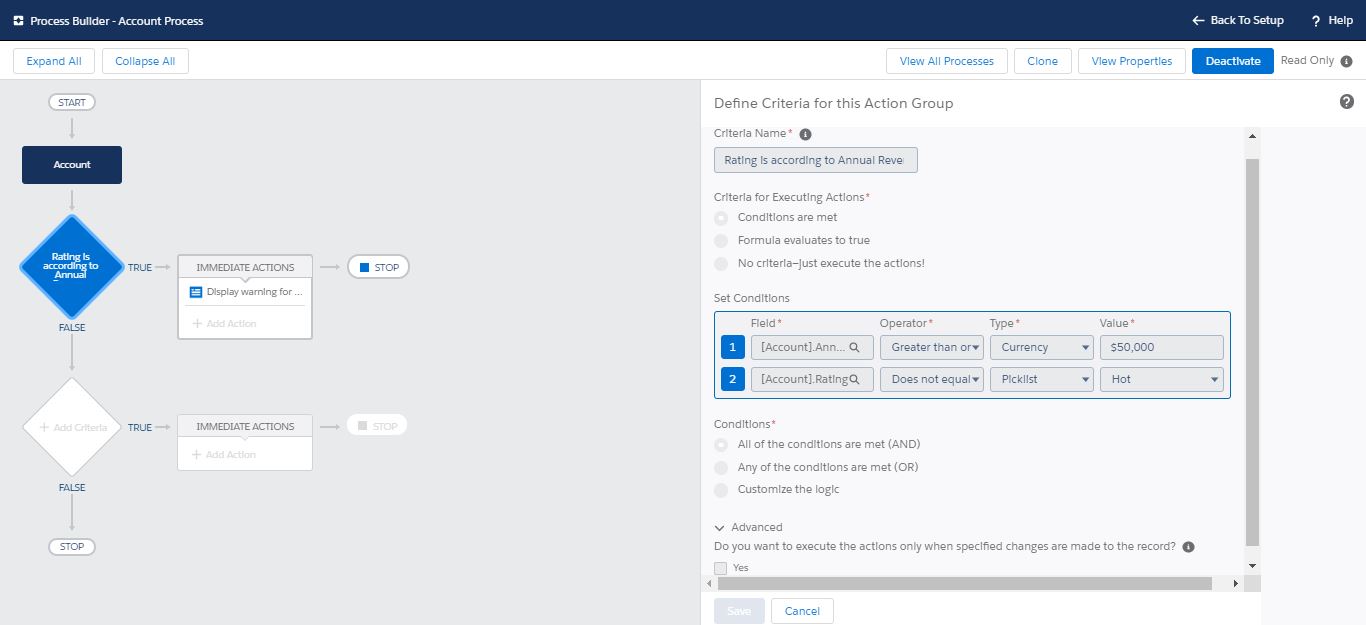 Process Builder - Account Process
Back To Setup
? Help
Expand All
Collapse All
View All Processes
Clone
View Properties
Deactivate
Read Only
START
Account
Rating is
according to
Annual
TRUE
IMMEDIATE ACTIONS
STOP
Display warning for ...
+ Add Action
FALSE
+ Add Criteria
TRUE
IMMEDIATE ACTIONS
STOP
+ Add Action
FALSE
STOP
Define Criteria for this Action Group
Criteria Name*
Rating is according to Annual Reve
Criteria for Executing Actions*
Conditions are met
Formula evaluates to true
No criteria–just execute the actions!
Set Conditions
Field* Operator* Type* Value*
1 [Account].Ann... Greater than or Currency $50,000
2 [Account].Rating Does not equal Picklist Hot
Conditions*
All of the conditions are met (AND)
Any of the conditions are met (OR)
Customize the logic
Advanced
Do you want to execute the actions only when specified changes are made to the record?
Yes
Save
Cancel